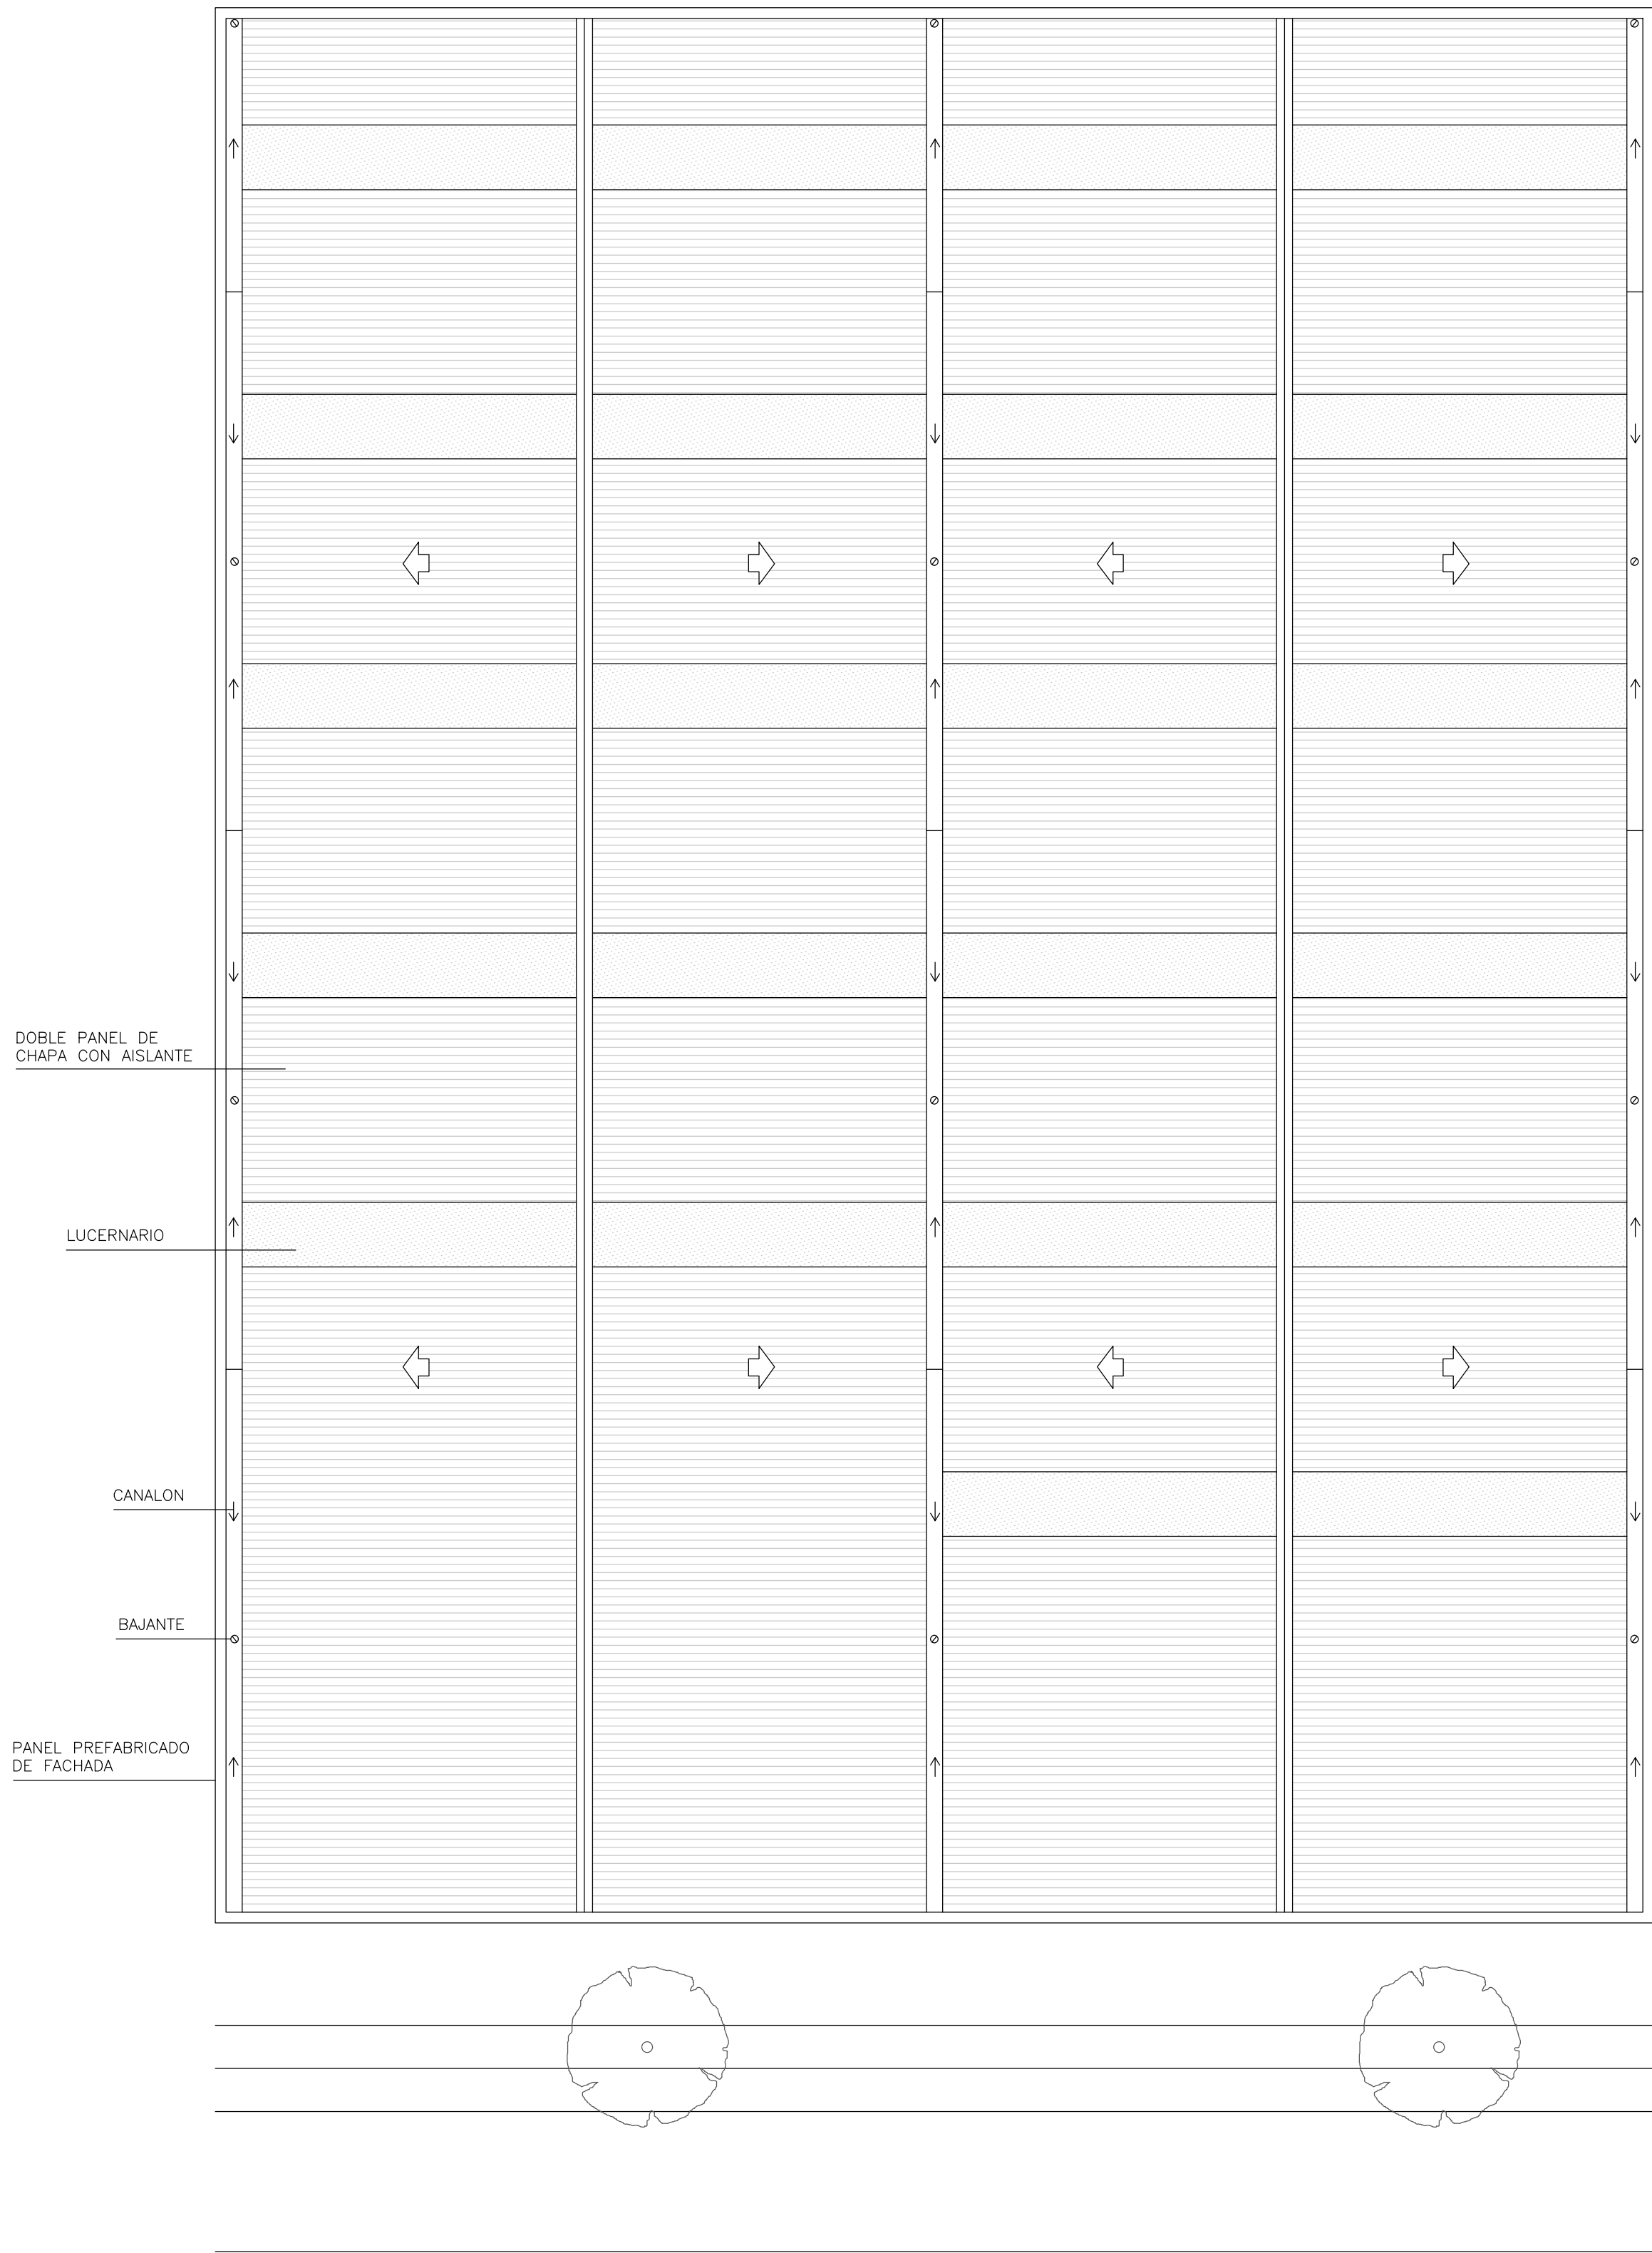 DOBLE PANEL DE
CHAPA CON AISLANTE
LUCERNARIO
CANALON
BAJANTE
PANEL PREFABRICADO
DE FACHADA